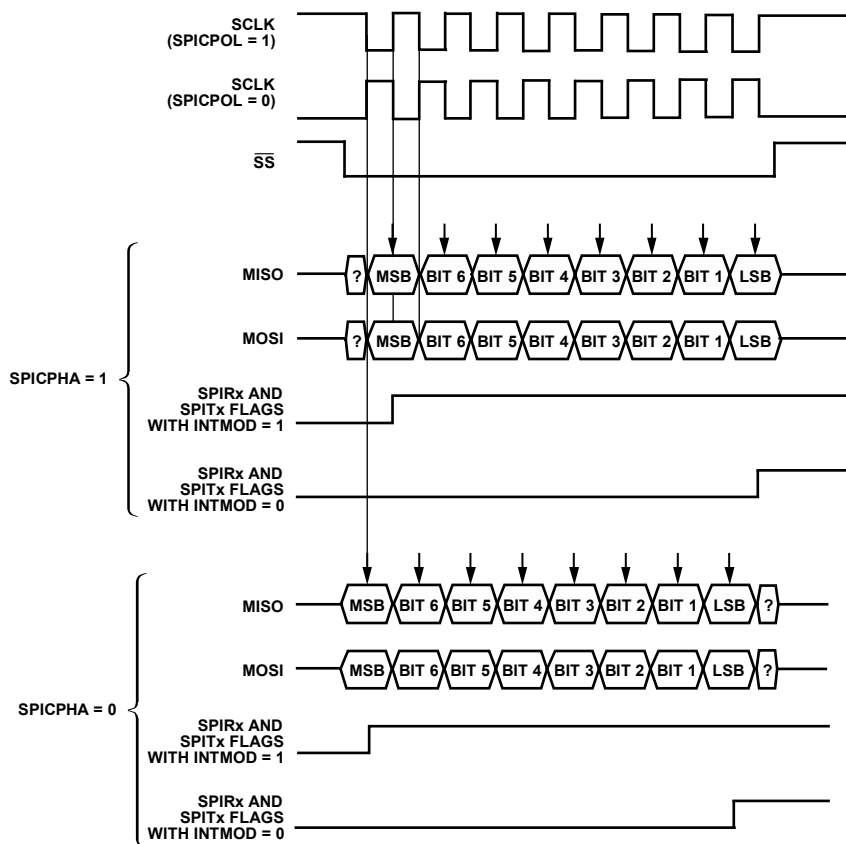 SCLK
(SPICPOL = 1)
SCLK
(SPICPOL = 0)
SS
MISO ? MSB BIT 6 BIT 5 BIT 4 BIT 3 BIT 2 BIT 1 LSB
MOSI ? MSB BIT 6 BIT 5 BIT 4 BIT 3 BIT 2 BIT 1 LSB
SPICPHA = 1
SPIRx AND
SPITx FLAGS
WITH INTMOD = 1
SPIRx AND
SPITx FLAGS
WITH INTMOD = 0
MISO MSB BIT 6 BIT 5 BIT 4 BIT 3 BIT 2 BIT 1 LSB ?
MOSI MSB BIT 6 BIT 5 BIT 4 BIT 3 BIT 2 BIT 1 LSB ?
SPICPHA = 0
SPIRx AND
SPITx FLAGS
WITH INTMOD = 1
SPIRx AND
SPITx FLAGS
WITH INTMOD = 0